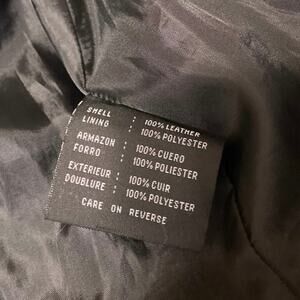 SHELL : 100% LEATHER
LINING : 100% POLYESTER
ARMAZON : 100% CUERO
FORRO : 100% POLIESTER
EXTERIEUR : 100% CUIR
DOUBLURE : 100% POLYESTER
CARE ON REVERSE